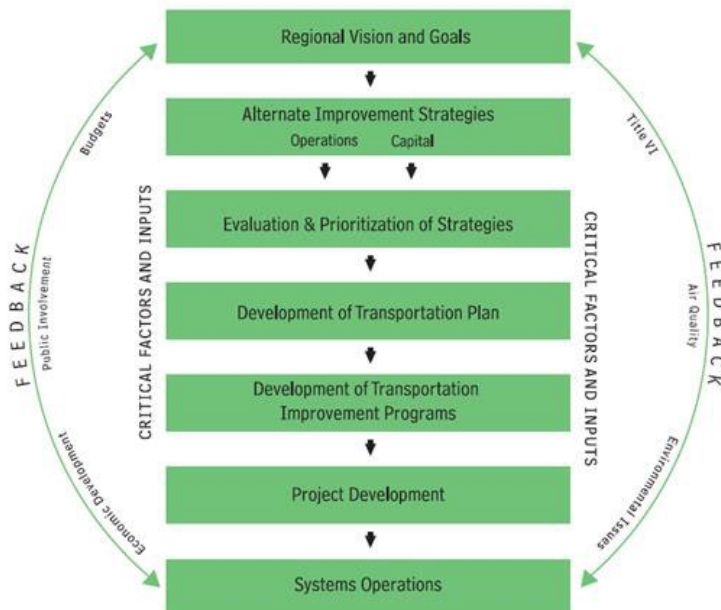 Regional Vision and Goals
Alternate Improvement Strategies
Operations Capital
Evaluation & Prioritization of Strategies
Development of Transportation Plan
Development of Transportation
Improvement Programs
Project Development
Systems Operations
FEEDBACK
Budgets
Public Involvement
Economic Development
CRITICAL FACTORS AND INPUTS
CRITICAL FACTORS AND INPUTS
Title VI
Air Quality
Environmental Issues
FEEDBACK